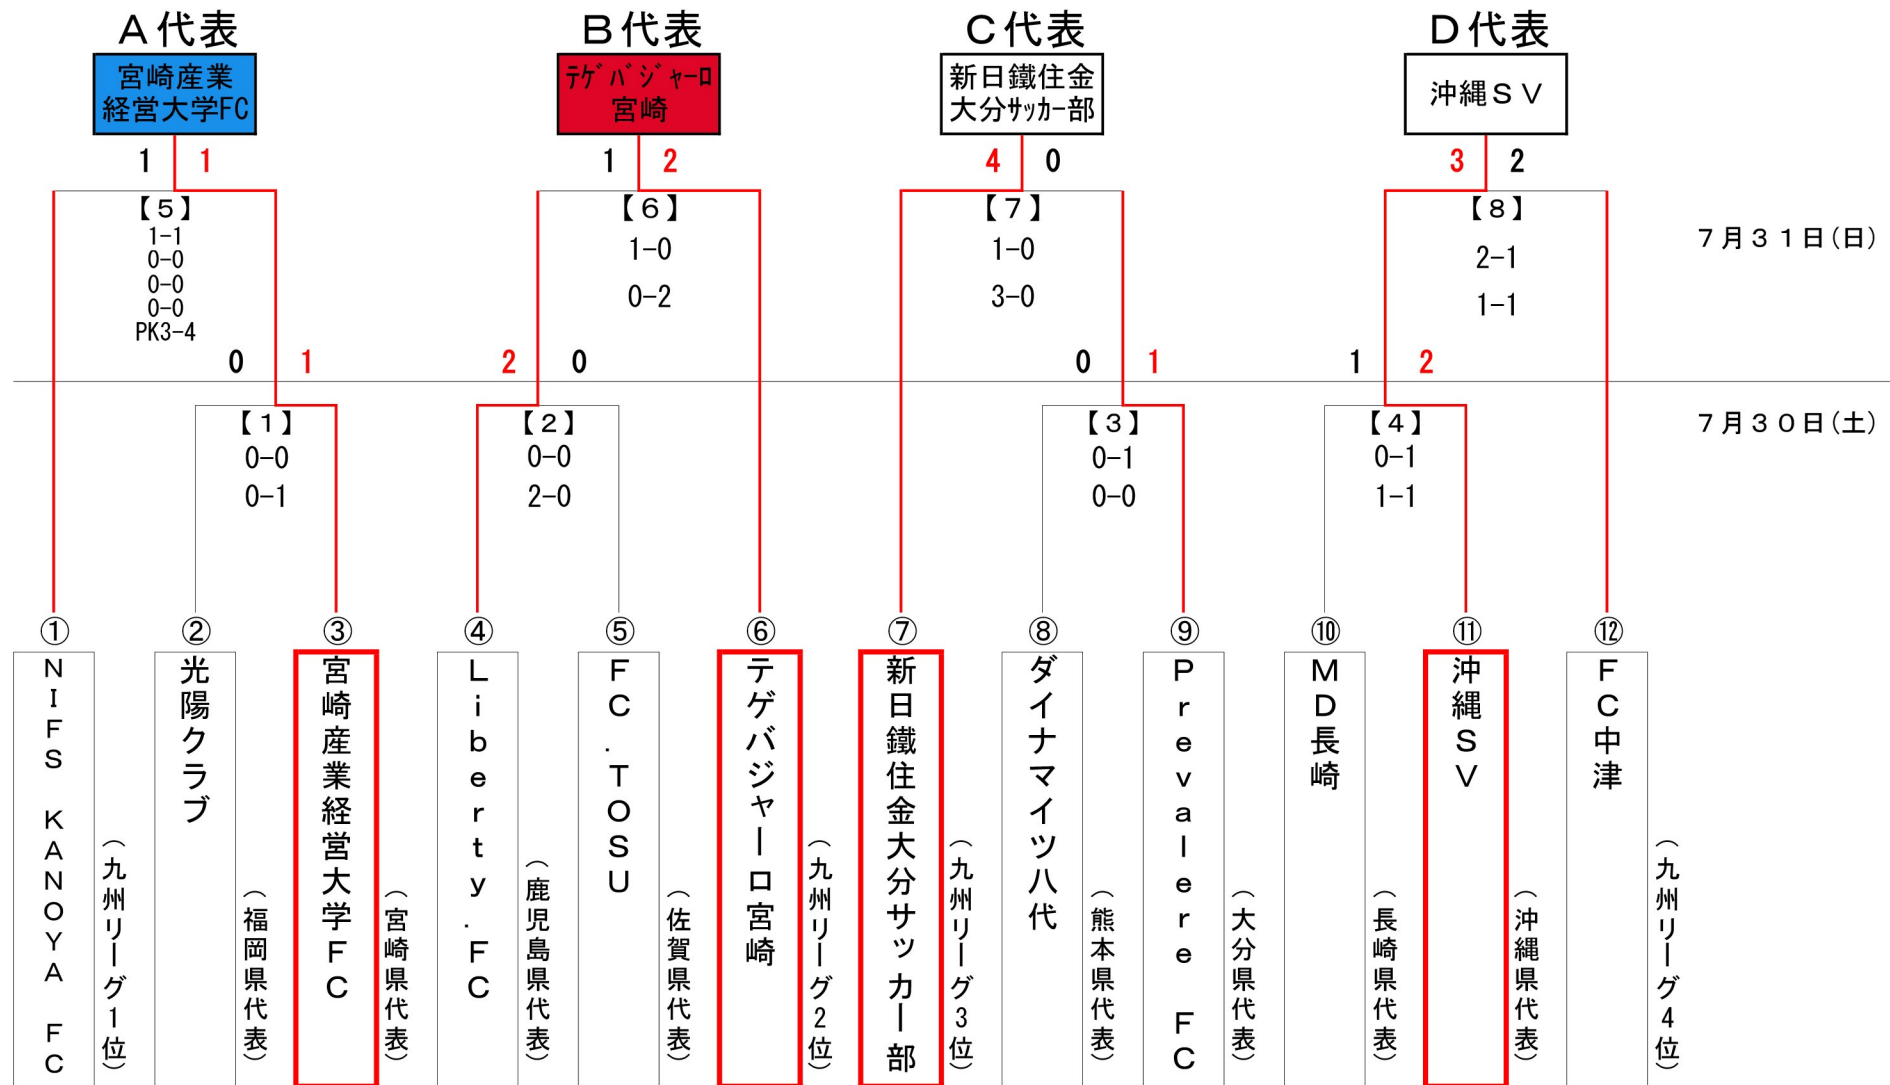 A代表
B代表
C代表
D代表
宮崎産業
経営大学FC
ﾃｹﾞﾊﾞｼﾞｬｰﾛ
宮崎
新日鐵住金
大分ｻｯｶｰ部
沖縄SV
1 1
1 2
4 0
3 2
【5】
1-1
0-0
0-0
0-0
PK3-4
【6】
1-0
0-2
【7】
1-0
3-0
【8】
2-1
1-1
7月31日(日)
0 1
2 0
0 1
1 2
【1】
0-0
0-1
【2】
0-0
2-0
【3】
0-1
0-0
【4】
0-1
1-1
7月30日(土)
①
NIFS KANOYA FC
(九州リーグ1位)
②
光陽クラブ
(福岡県代表)
③
宮崎産業経営大学FC
(宮崎県代表)
④
Liberty.FC
(鹿児島県代表)
⑤
FC.TOSU
(佐賀県代表)
⑥
テゲバジャーロ宮崎
(九州リーグ2位)
⑦
新日鐵住金大分サッカー部
(九州リーグ3位)
⑧
ダイナマイツ八代
(熊本県代表)
⑨
Prevalere FC
(大分県代表)
⑩
MD長崎
(長崎県代表)
⑪
沖縄SV
(沖縄県代表)
⑫
FC中津
(九州リーグ4位)